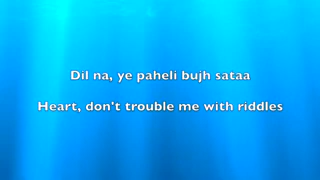 Dil na, ye paheli bujh sataa
Heart, don't trouble me with riddles